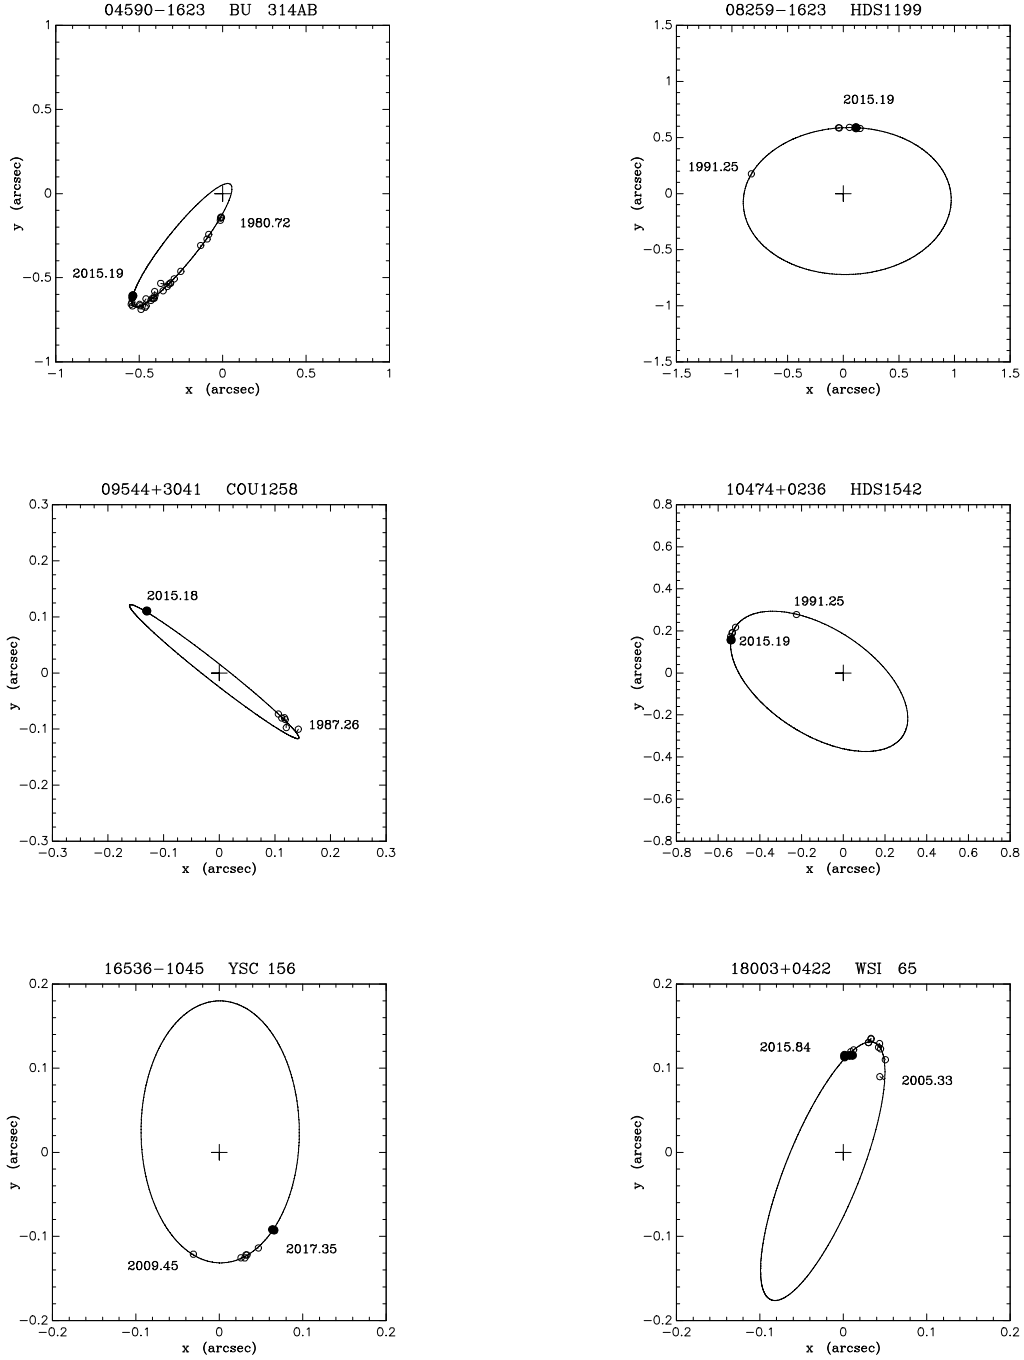 04590−1623 BU 314AB
1
0.5
0
−0.5
−1
y (arcsec)
1980.72
2015.19
−1 −0.5 0 0.5 1
x (arcsec)
08259−1623 HDS1199
1.5
1
0.5
0
−0.5
−1
−1.5
y (arcsec)
2015.19
1991.25
−1.5 −1 −0.5 0 0.5 1 1.5
x (arcsec)
09544+3041 COU1258
0.3
0.2
0.1
0
−0.1
−0.2
−0.3
y (arcsec)
2015.18
1987.26
−0.3 −0.2 −0.1 0 0.1 0.2 0.3
x (arcsec)
10474+0236 HDS1542
0.8
0.6
0.4
0.2
0
−0.2
−0.4
−0.6
−0.8
y (arcsec)
1991.25
2015.19
−0.8 −0.6 −0.4 −0.2 0 0.2 0.4 0.6 0.8
x (arcsec)
16536−1045 YSC 156
0.2
0.1
0
−0.1
−0.2
y (arcsec)
2017.35
2009.45
−0.2 −0.1 0 0.1 0.2
x (arcsec)
18003+0422 WSI 65
0.2
0.1
0
−0.1
−0.2
y (arcsec)
2015.84
2005.33
−0.2 −0.1 0 0.1 0.2
x (arcsec)